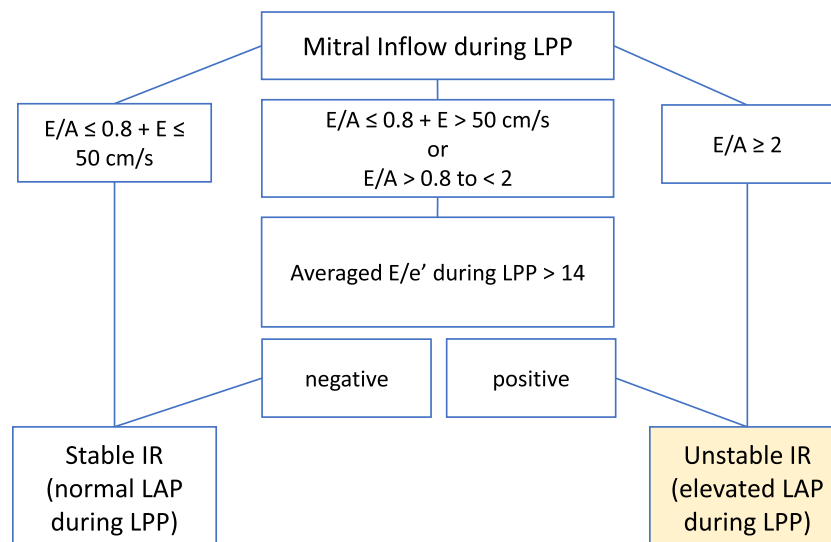 Mitral Inflow during LPP
E/A ≤ 0.8 + E ≤
50 cm/s
E/A ≤ 0.8 + E > 50 cm/s
or
E/A > 0.8 to < 2
E/A ≥ 2
Averaged E/e’ during LPP > 14
negative
positive
Stable IR
(normal LAP
during LPP)
Unstable IR
(elevated LAP
during LPP)